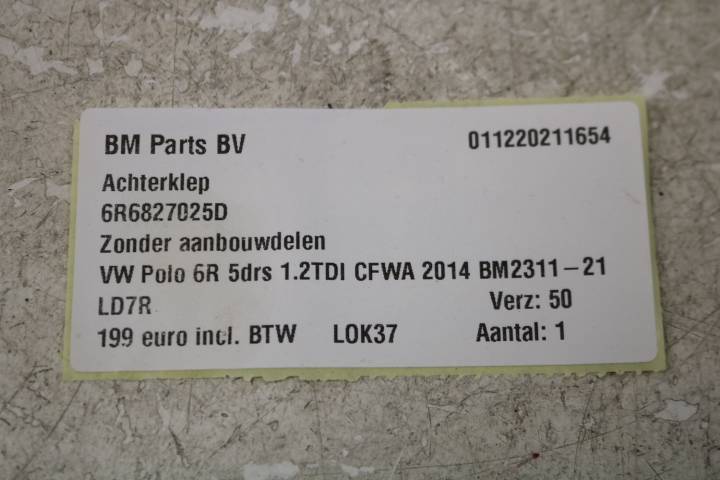 BM Parts BV 011220211654
Achterklep
6R6827025D
Zonder aanbouwdelen
VW Polo 6R 5drs 1.2TDI CFWA 2014 BM2311-21
LD7R Verz: 50
199 euro incl. BTW LOK37 Aantal: 1